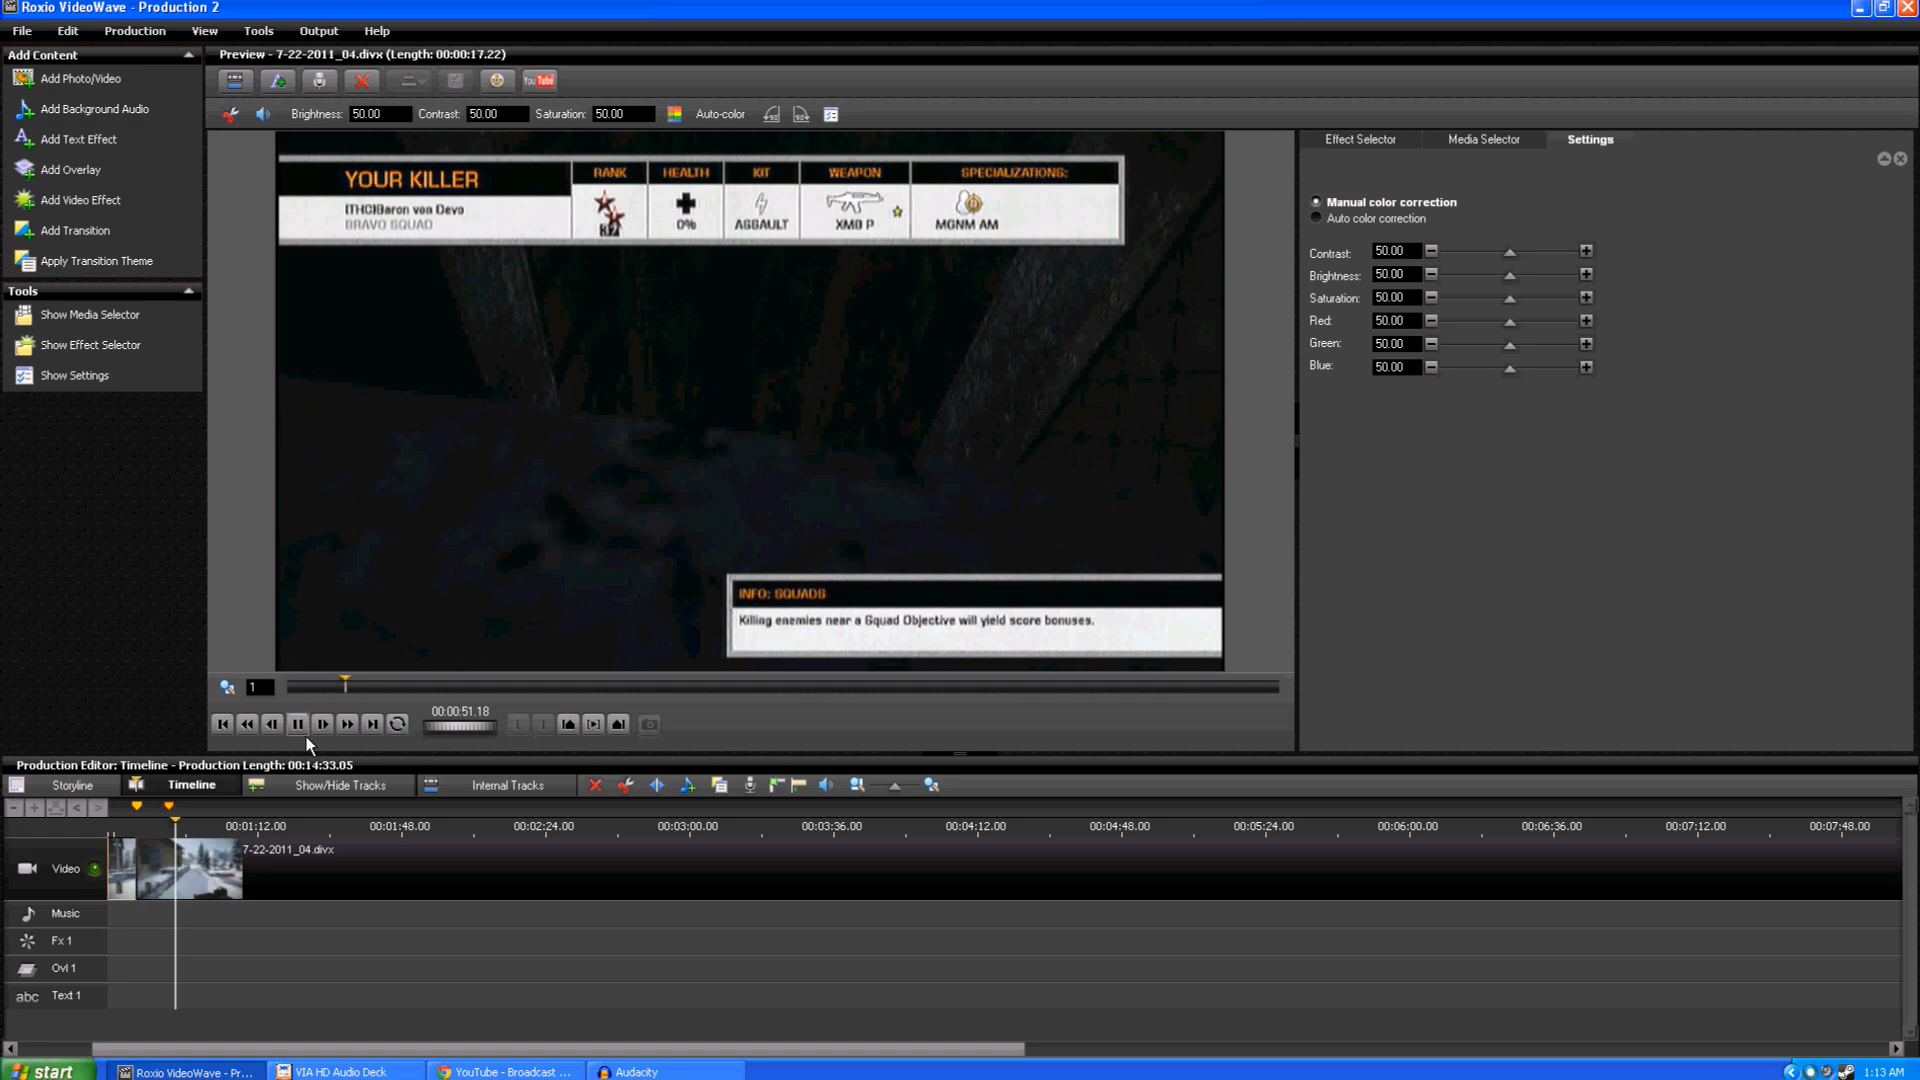 Roxio VideoWave - Production 2
File Edit Production View Tools Output Help
Add Content
Add Photo/Video
Add Background Audio
Add Text Effect
Add Overlay
Add Video Effect
Add Transition
Apply Transition Theme
Tools
Show Media Selector
Show Effect Selector
Show Settings
Preview - 7-22-2011_04.divx (Length: 00:00:17.22)
YouTube
Brightness: 50.00 Contrast: 50.00 Saturation: 50.00 Auto-color
YOUR KILLER
[THC]Baron von Devo
BRAVO SQUAD
RANK HEALTH KIT WEAPON SPECIALIZATIONS:
0% ASSAULT XM8 P MGNM AM
INFO: SQUADS
Killing enemies near a Squad Objective will yield score bonuses.
1
00:00:51.18
Effect Selector Media Selector Settings
Manual color correction
Auto color correction
Contrast: 50.00
Brightness: 50.00
Saturation: 50.00
Red: 50.00
Green: 50.00
Blue: 50.00
Production Editor: Timeline - Production Length: 00:14:33.05
Storyline Timeline Show/Hide Tracks Internal Tracks
00:01:12.00 00:01:48.00 00:02:24.00 00:03:00.00 00:03:36.00 00:04:12.00 00:04:48.00 00:05:24.00 00:06:00.00 00:06:36.00 00:07:12.00 00:07:48.00
Video
7-22-2011_04.divx
Music
Fx 1
Ovl 1
abc Text 1
start Roxio VideoWave - Pr... VIA HD Audio Deck YouTube - Broadcast ... Audacity 1:13 AM